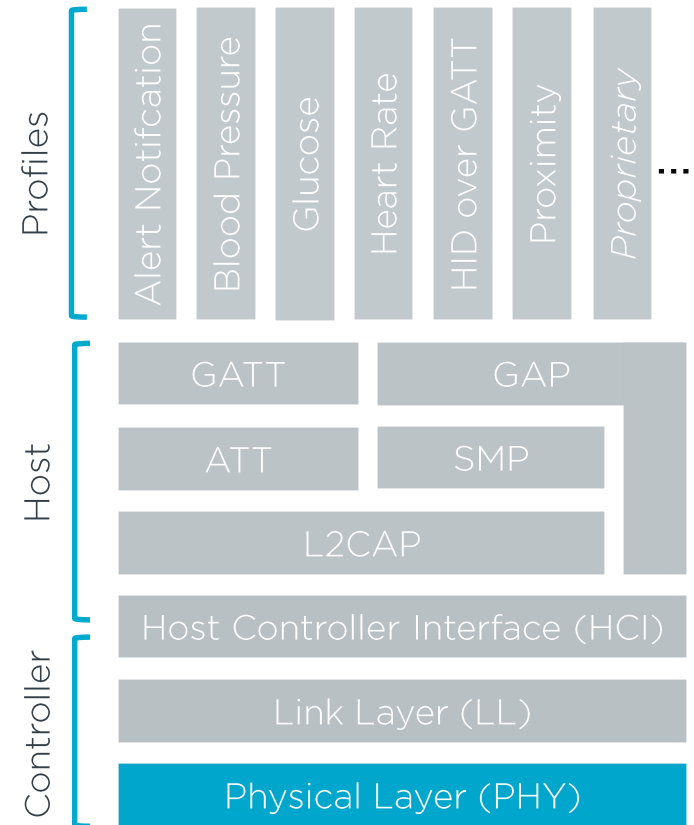 Profiles
Alert Notifcation
Blood Pressure
Glucose
Heart Rate
HID over GATT
Proximity
Proprietary
...
Host
GATT
GAP
ATT
SMP
L2CAP
Host Controller Interface (HCI)
Controller
Link Layer (LL)
Physical Layer (PHY)